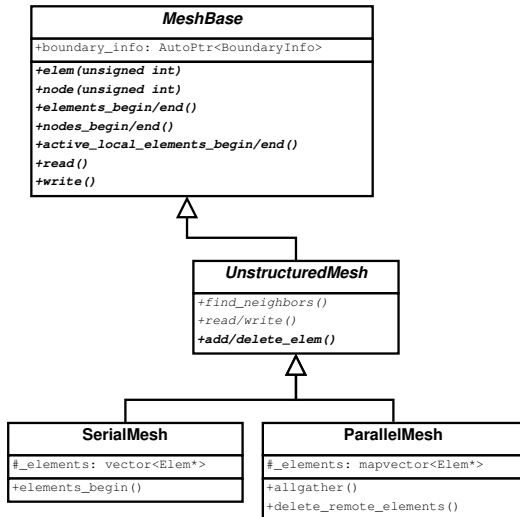 MeshBase
+boundary_info: AutoPtr<BoundaryInfo>
+elem(unsigned int)
+node(unsigned int)
+elements_begin/end()
+nodes_begin/end()
+active_local_elements_begin/end()
+read()
+write()
UnstructuredMesh
+find_neighbors()
+read/write()
+add/delete_elem()
SerialMesh
#_elements: vector<Elem*>
+elements_begin()
ParallelMesh
#_elements: mapvector<Elem*>
+allgather()
+delete_remote_elements()